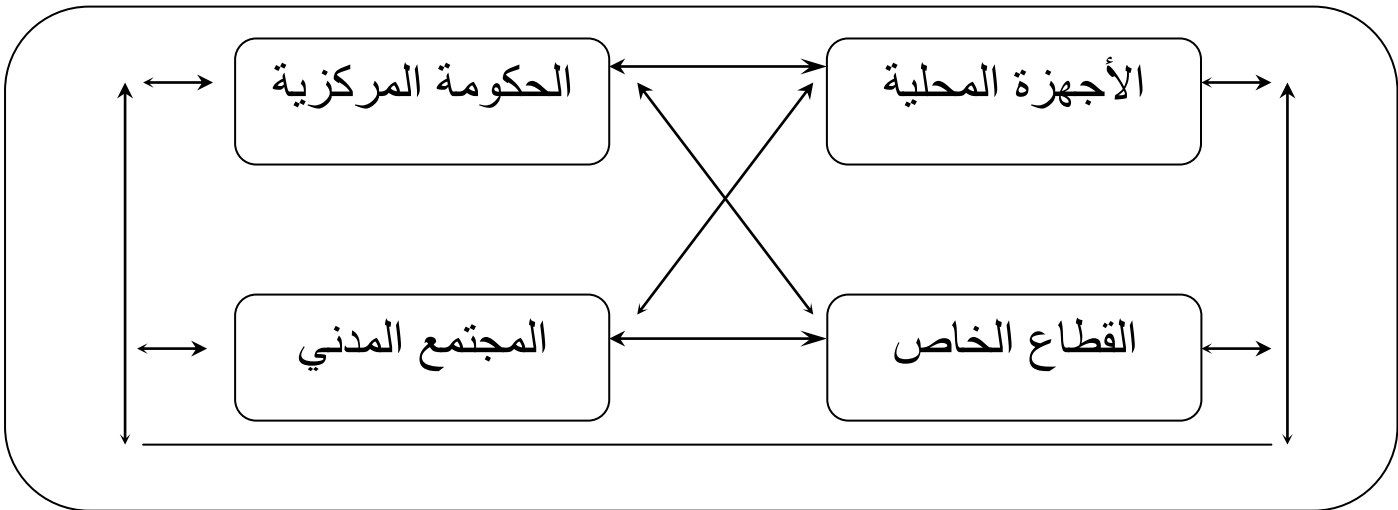 الأجهزة المحلية
الحكومة المركزية
القطاع الخاص
المجتمع المدني